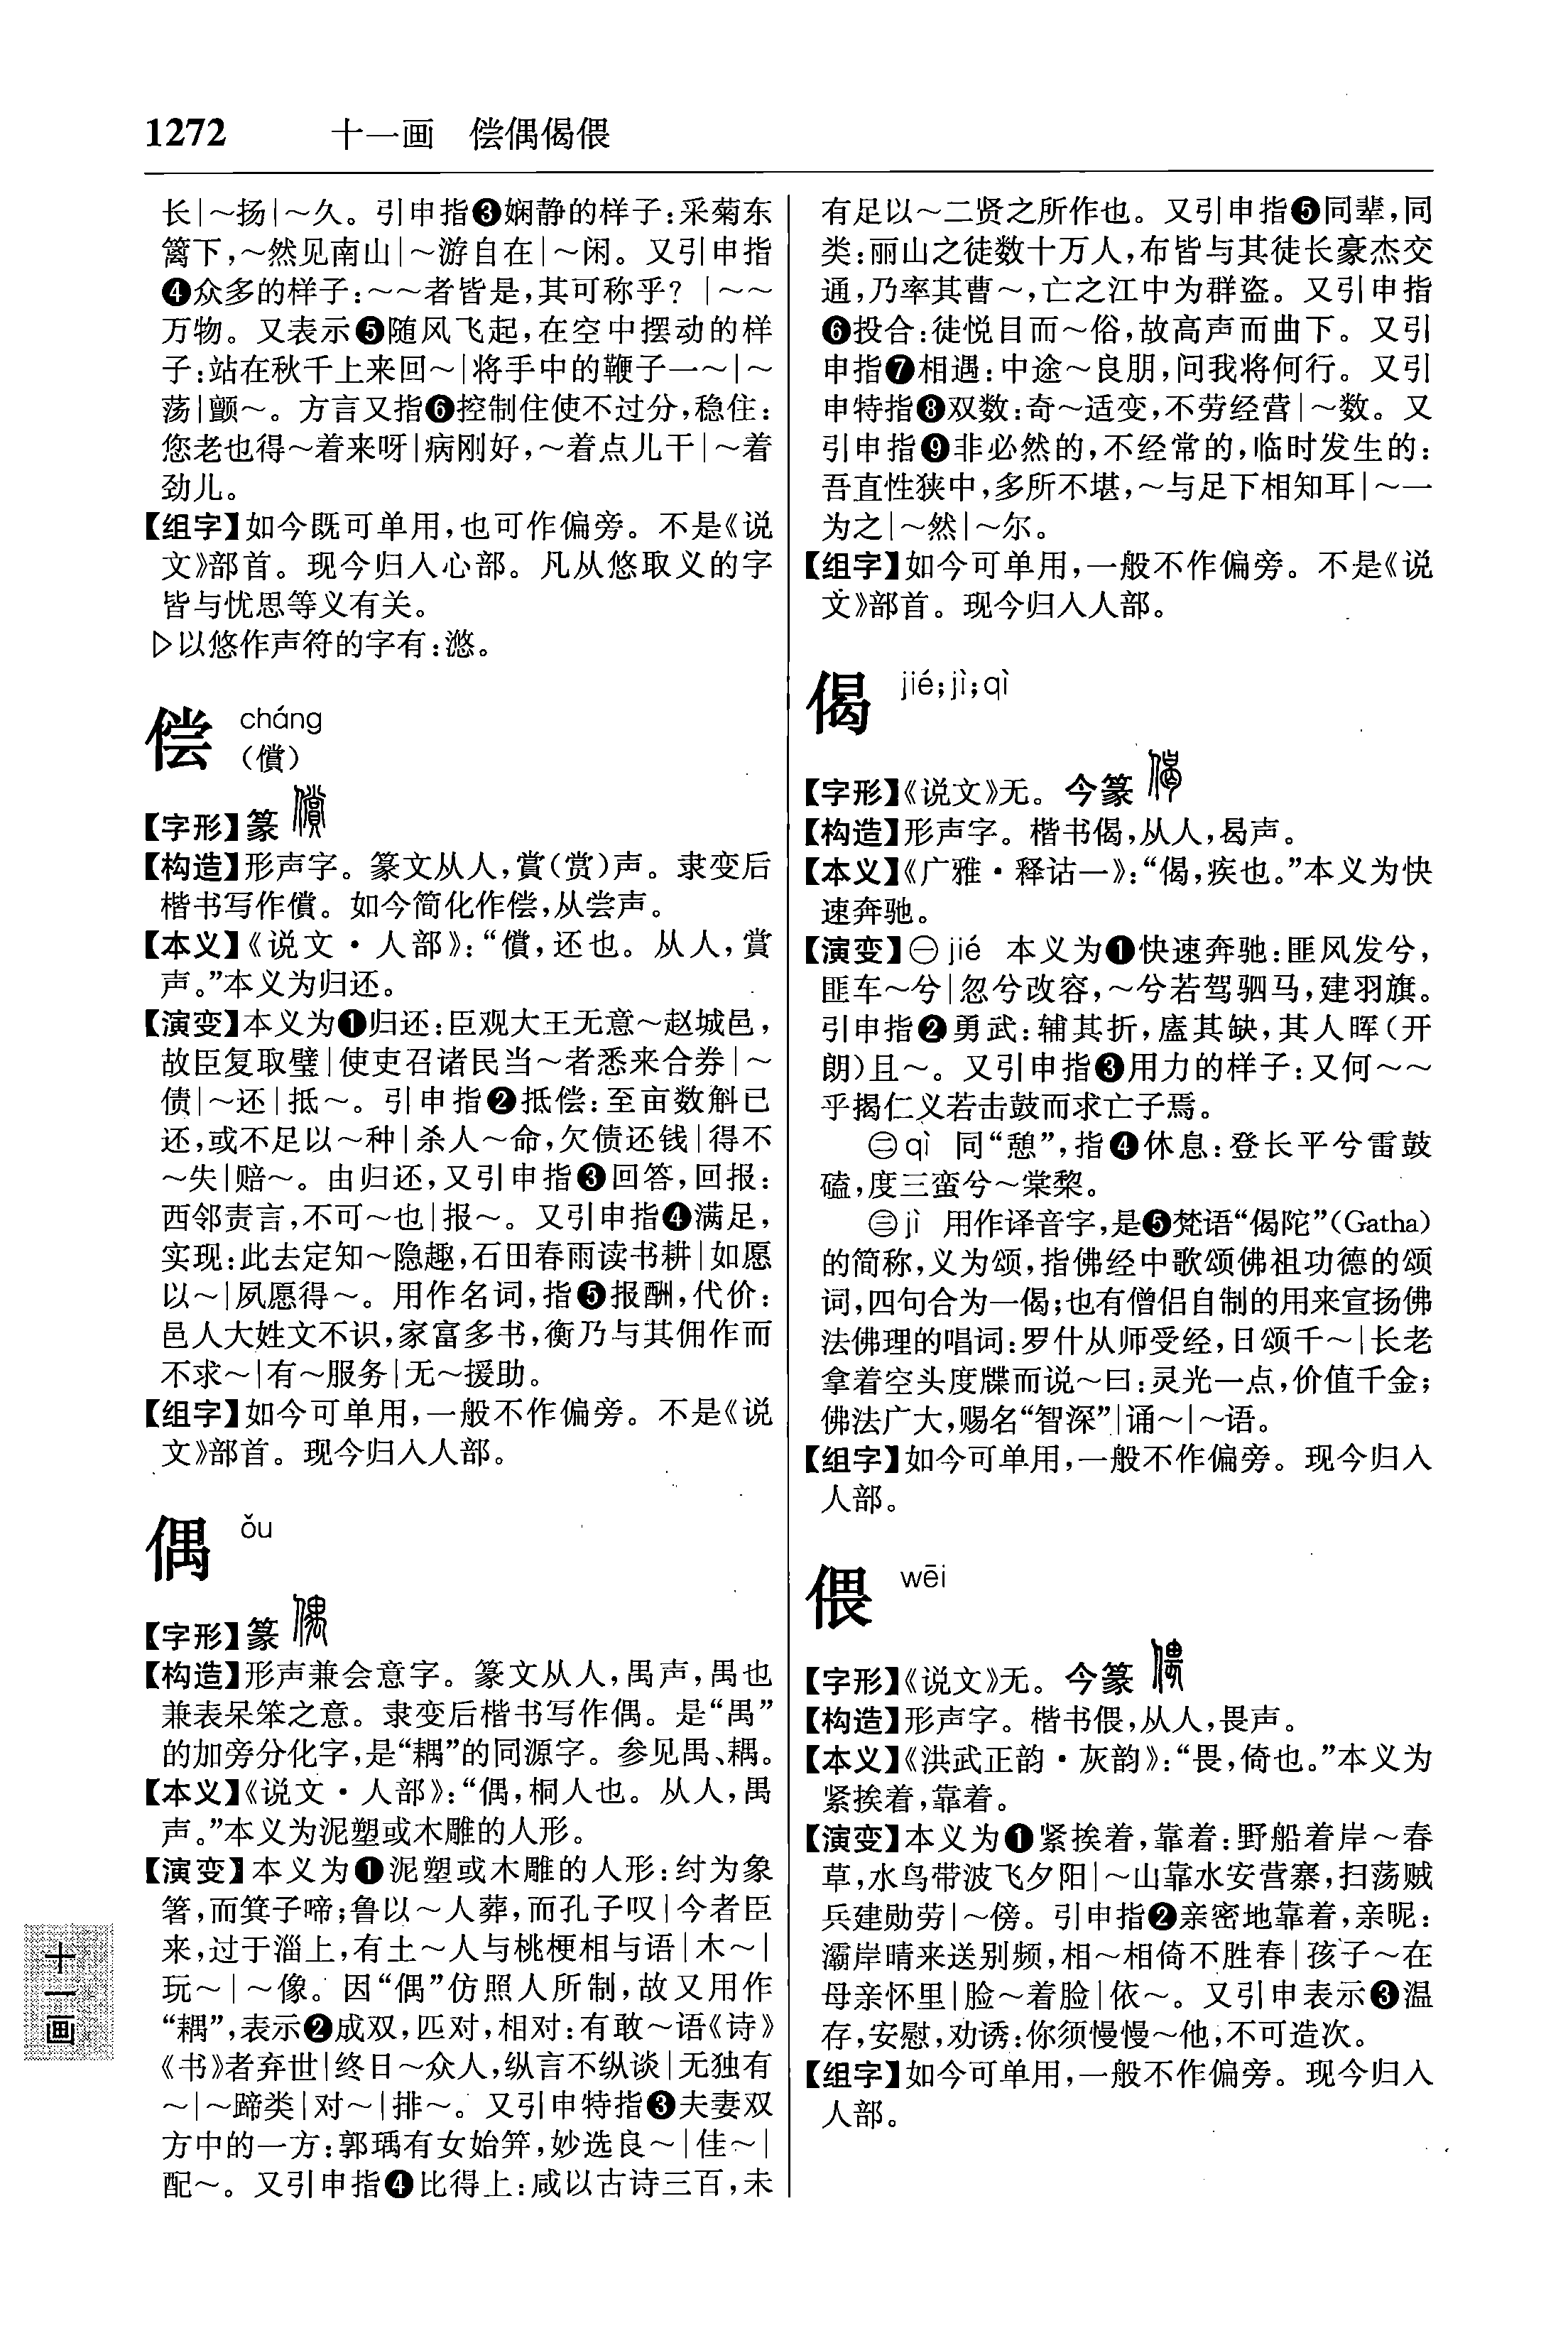 1272 十一画 偿偶偈偎
长|～扬|～久。引申指❸娴静的样子:采菊东
篱下,～然见南山|～游自在|～闲。又引申指
❹众多的样子:～～者皆是,其可称乎?|～～
万物。又表示❺随风飞起,在空中摆动的样
子:站在秋千上来回～|将手中的鞭子一～|～
荡|颤～。方言又指❻控制住使不过分,稳住:
您老也得～着来呀|病刚好,～着点儿干|～着
劲儿。
【组字】如今既可单用,也可作偏旁。不是《说
文》部首。现今归入心部。凡从悠取义的字
皆与忧思等义有关。
▷以悠作声符的字有:滺。
偿 cháng
(償)
【字形】篆
【构造】形声字。篆文从人,賞(赏)声。隶变后
楷书写作償。如今简化作偿,从尝声。
【本义】《说文·人部》:“償,还也。从人,賞
声。”本义为归还。
【演变】本义为❶归还:臣观大王无意～赵城邑,
故臣复取璧|使吏召诸民当～者悉来合券|～
债|～还|抵～。引申指❷抵偿:至亩数斛已
还,或不足以～种|杀人～命,欠债还钱|得不
～失|赔～。由归还,又引申指❸回答,回报:
西邻责言,不可～也|报～。又引申指❹满足,
实现:此去定知～隐趣,石田春雨读书耕|如愿
以～|夙愿得～。用作名词,指❺报酬,代价:
邑人大姓文不识,家富多书,衡乃与其佣作而
不求～|有～服务|无～援助。
【组字】如今可单用,一般不作偏旁。不是《说
文》部首。现今归入人部。
偶 ǒu
【字形】篆
【构造】形声兼会意字。篆文从人,禺声,禺也
兼表呆笨之意。隶变后楷书写作偶。是“禺”
的加旁分化字,是“耦”的同源字。参见禺、耦。
【本义】《说文·人部》:“偶,桐人也。从人,禺
声。”本义为泥塑或木雕的人形。
【演变】本义为❶泥塑或木雕的人形:纣为象
箸,而箕子啼;鲁以～人葬,而孔子叹|今者臣
来,过于淄上,有土～人与桃梗相与语|木～|
玩～|～像。因“偶”仿照人所制,故又用作
“耦”,表示❷成双,匹对,相对:有敢～语《诗》
《书》者弃世|终日～众人,纵言不纵谈|无独有
～|～蹄类|对～|排～。又引申特指❸夫妻双
方中的一方:郭瑀有女始笄,妙选良～|佳～|
配～。又引申指❹比得上:咸以古诗三百,未
有足以～二贤之所作也。又引申指❺同辈,同
类:丽山之徒数十万人,布皆与其徒长豪杰交
通,乃率其曹～,亡之江中为群盗。又引申指
❻投合:徒悦目而～俗,故高声而曲下。又引
申指❼相遇:中途～良朋,问我将何行。又引
申特指❽双数:奇～适变,不劳经营|～数。又
引申指❾非必然的,不经常的,临时发生的:
吾直性狭中,多所不堪,～与足下相知耳|～一
为之|～然|～尔。
【组字】如今可单用,一般不作偏旁。不是《说
文》部首。现今归入人部。
偈 jié;jì;qì
【字形】《说文》无。今篆
【构造】形声字。楷书偈,从人,曷声。
【本义】《广雅·释诂一》:“偈,疾也。”本义为快
速奔驰。
【演变】㊀jié 本义为❶快速奔驰:匪风发兮,
匪车～兮|忽兮改容,～兮若驾驷马,建羽旗。
引申指❷勇武:辅其折,廅其缺,其人晖(开
朗)且～。又引申指❸用力的样子:又何～～
乎揭仁义若击鼓而求亡子焉。
㊁qì 同“憩”,指❹休息:登长平兮雷鼓
磕,度三蛮兮～棠黎。
㊂jì 用作译音字,是❺梵语“偈陀”(Gatha)
的简称,义为颂,指佛经中歌颂佛祖功德的颂
词,四句合为一偈;也有僧侣自制的用来宣扬佛
法佛理的唱词:罗什从师受经,日颂千～|长老
拿着空头度牒而说～曰:灵光一点,价值千金;
佛法广大,赐名“智深”|诵～|～语。
【组字】如今可单用,一般不作偏旁。现今归入
人部。
偎 wēi
【字形】《说文》无。今篆
【构造】形声字。楷书偎,从人,畏声。
【本义】《洪武正韵·灰韵》:“畏,倚也。”本义为
紧挨着,靠着。
【演变】本义为❶紧挨着,靠着:野船着岸～春
草,水鸟带波飞夕阳|～山靠水安营寨,扫荡贼
兵建勋劳|～傍。引申指❷亲密地靠着,亲昵:
灞岸晴来送别频,相～相倚不胜春|孩子～在
母亲怀里|脸～着脸|依～。又引申表示❸温
存,安慰,劝诱:你须慢慢～他,不可造次。
【组字】如今可单用,一般不作偏旁。现今归入
人部。
十一画